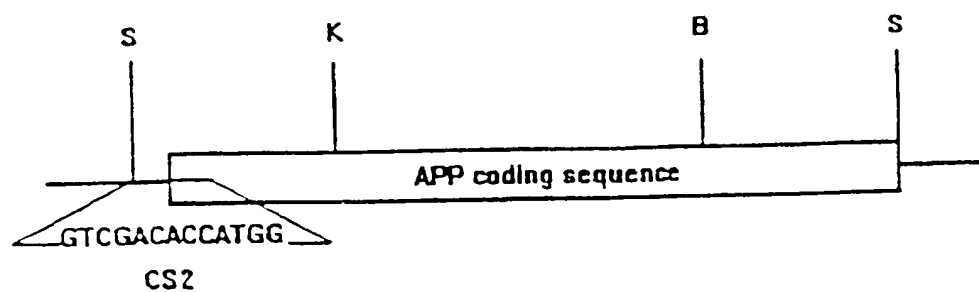 S K B S
APP coding sequence
GTCGACACCATGG
CS2